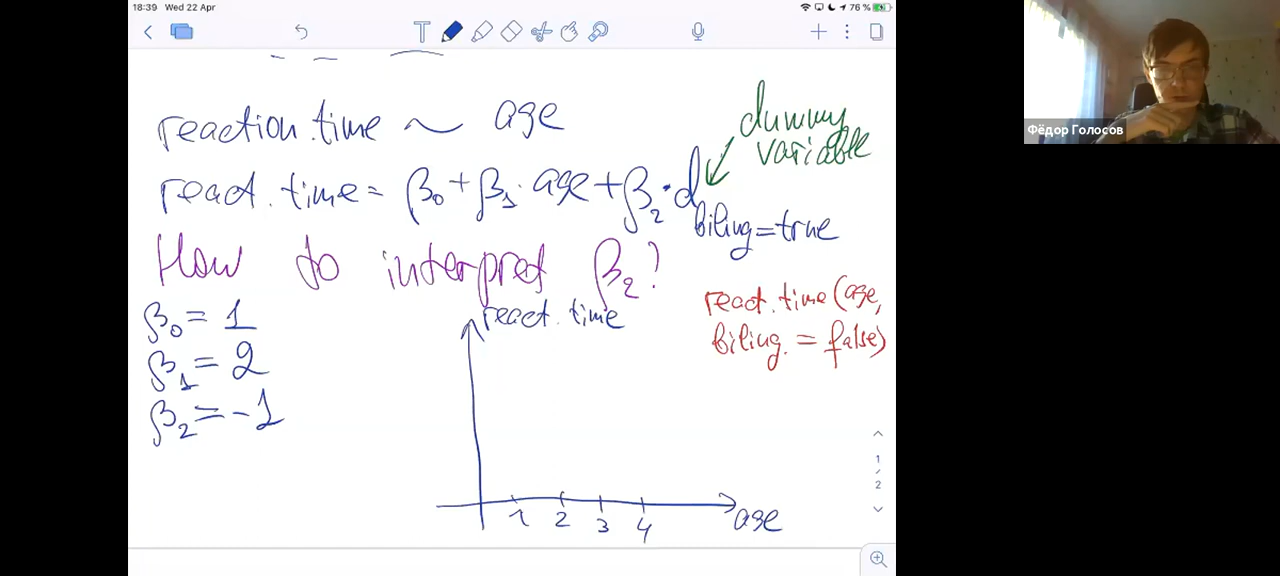 18:39 Wed 22 Apr
76 %
T
reaction.time ~ age
dummy
variable
react.time = β₀ + β₁ · age + β₂ · d biling = true
How to interpret β₂?
β₀ = 1
β₁ = 2
β₂ = -1
react.time
react.time (age,
biling. = false)
1 2 3 4
age
1
/
2
Фёдор Голосов